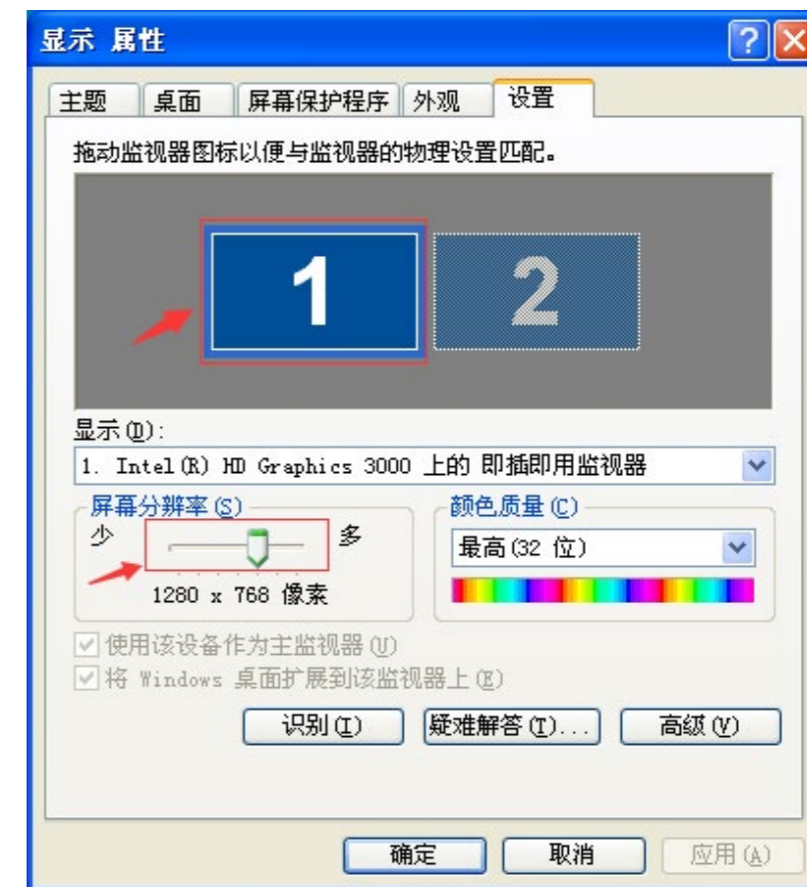 显示 属性
主题 桌面 屏幕保护程序 外观 设置
拖动监视器图标以便与监视器的物理设置匹配。
1 2
显示(D):
1. Intel(R) HD Graphics 3000 上的 即插即用监视器
屏幕分辨率(S) 颜色质量(C)
少 多 最高(32 位)
1280 x 768 像素
使用该设备作为主监视器(U)
将 Windows 桌面扩展到该监视器上(E)
识别(I) 疑难解答(T)... 高级(V)
确定 取消 应用(A)